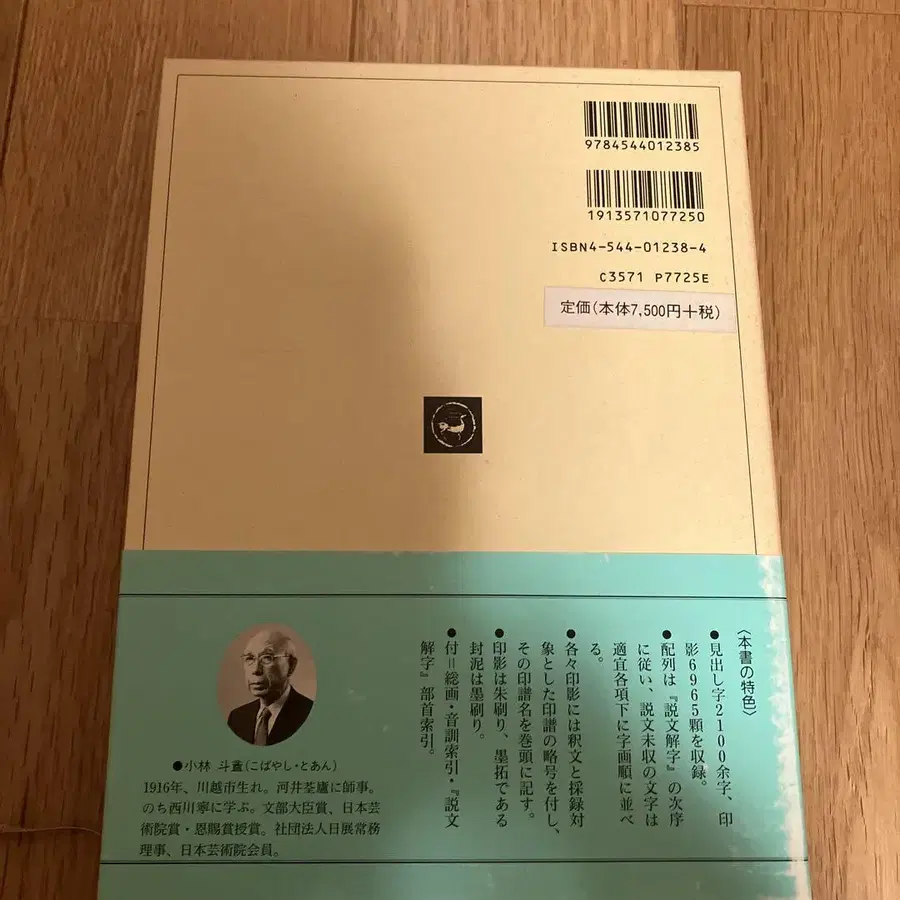 9784544012385
1913571077250
ISBN4-544-01238-4
C3571 P7725E
定価(本体7,500円十税)
〈本書の特色〉
●見出し字2100余字、印
影6965顆を収録。
●配列は『説文解字』の次序
に従い、説文未収の文字は
適宜各項下に字画順に並べ
る。
●各々印影には釈文と採録対
象とした印譜の略号を付し、
その印譜名を巻頭に記す。
●印影は朱刷り、墨拓である
封泥は墨刷り。
●付=総画・音訓索引・『説文
解字』部首索引。
●小林 斗盦(こばやし・とあん)
1916年、川越市生れ。河井荃廬に師事。
のち西川寧に学ぶ。文部大臣賞、日本芸
術院賞・恩賜賞授賞。社団法人日展常務
理事、日本芸術院会員。